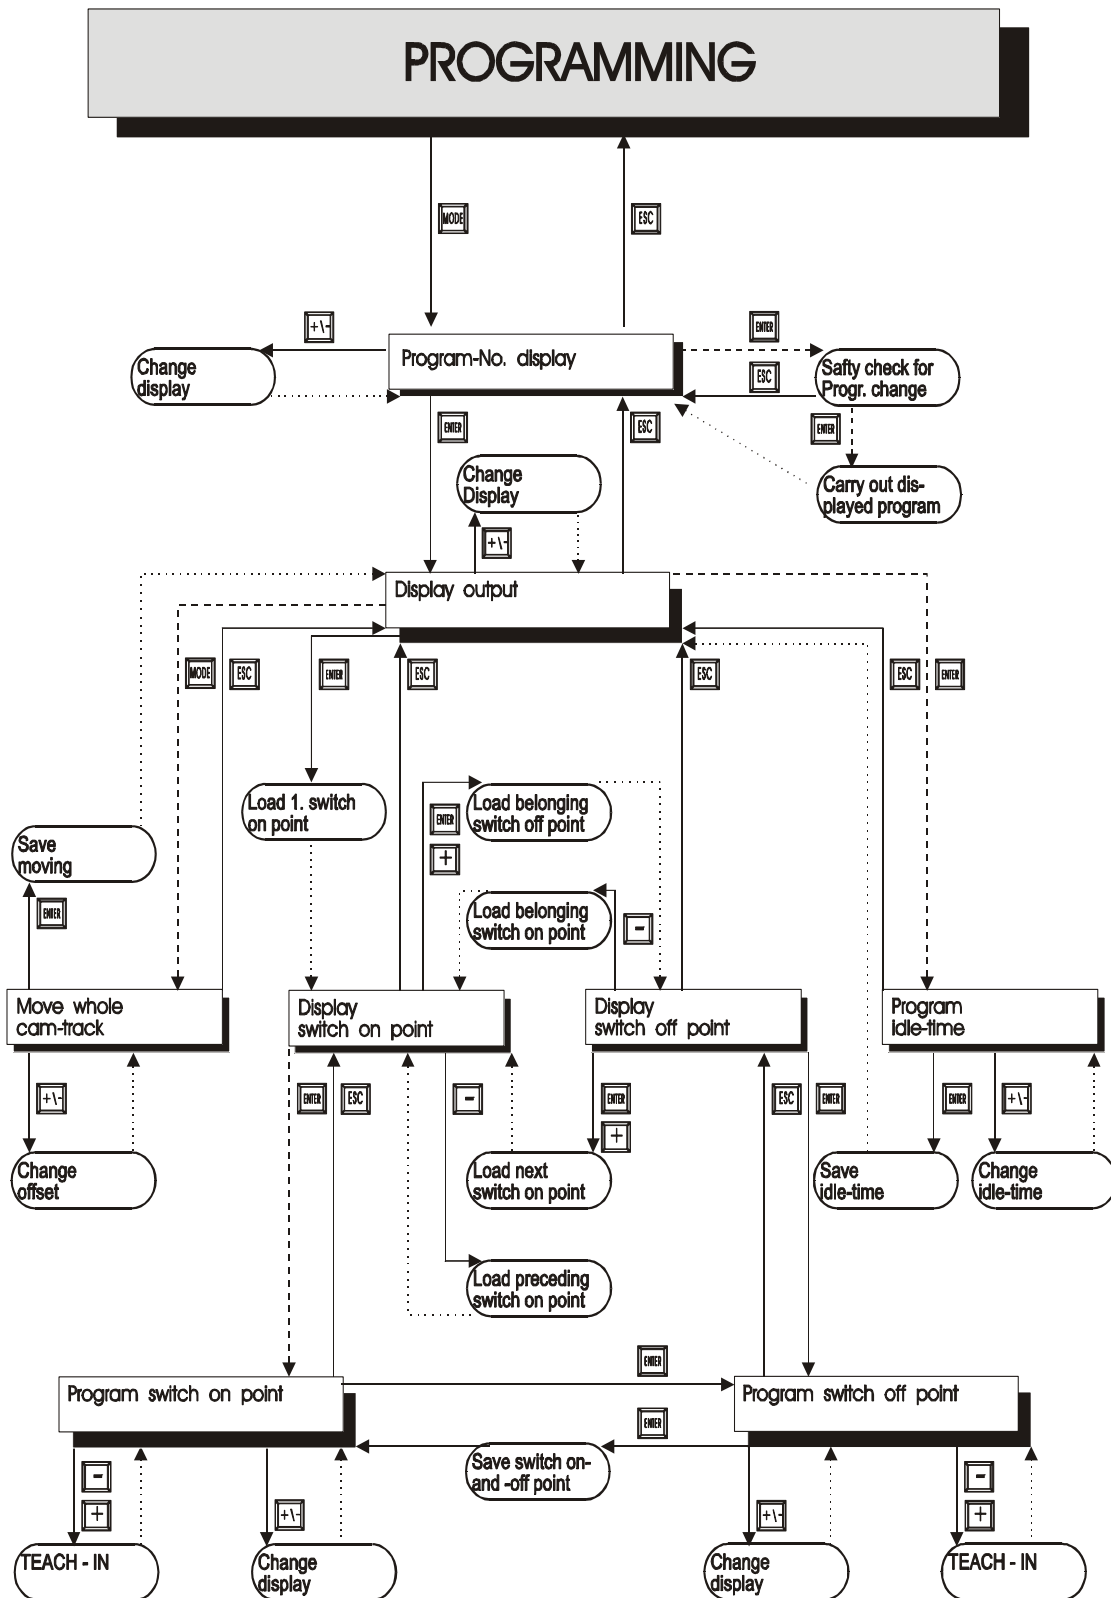 PROGRAMMING
MODE
ESC
+\-
ENTER
Change
display
Program-No. display
ESC
Safty check for
Progr. change
ENTER
ESC
ENTER
Change
Display
Carry out dis-
played program
+\-
Display output
MODE
ESC
ENTER
ESC
ESC
ESC
ENTER
Load 1. switch
on point
ENTER
+
Load belonging
switch off point
Save
moving
ENTER
Load belonging
switch on point
-
Move whole
cam-track
Display
switch on point
Display
switch off point
Program
idle-time
+\-
ENTER
ESC
-
ENTER
+
ESC
ENTER
ENTER
+\-
Change
offset
Load next
switch on point
Save
idle-time
Change
idle-time
Load preceding
switch on point
ENTER
Program switch on point
Program switch off point
ENTER
Save switch on-
and -off point
-
+
+\-
+\-
-
+
TEACH - IN
Change
display
Change
display
TEACH - IN